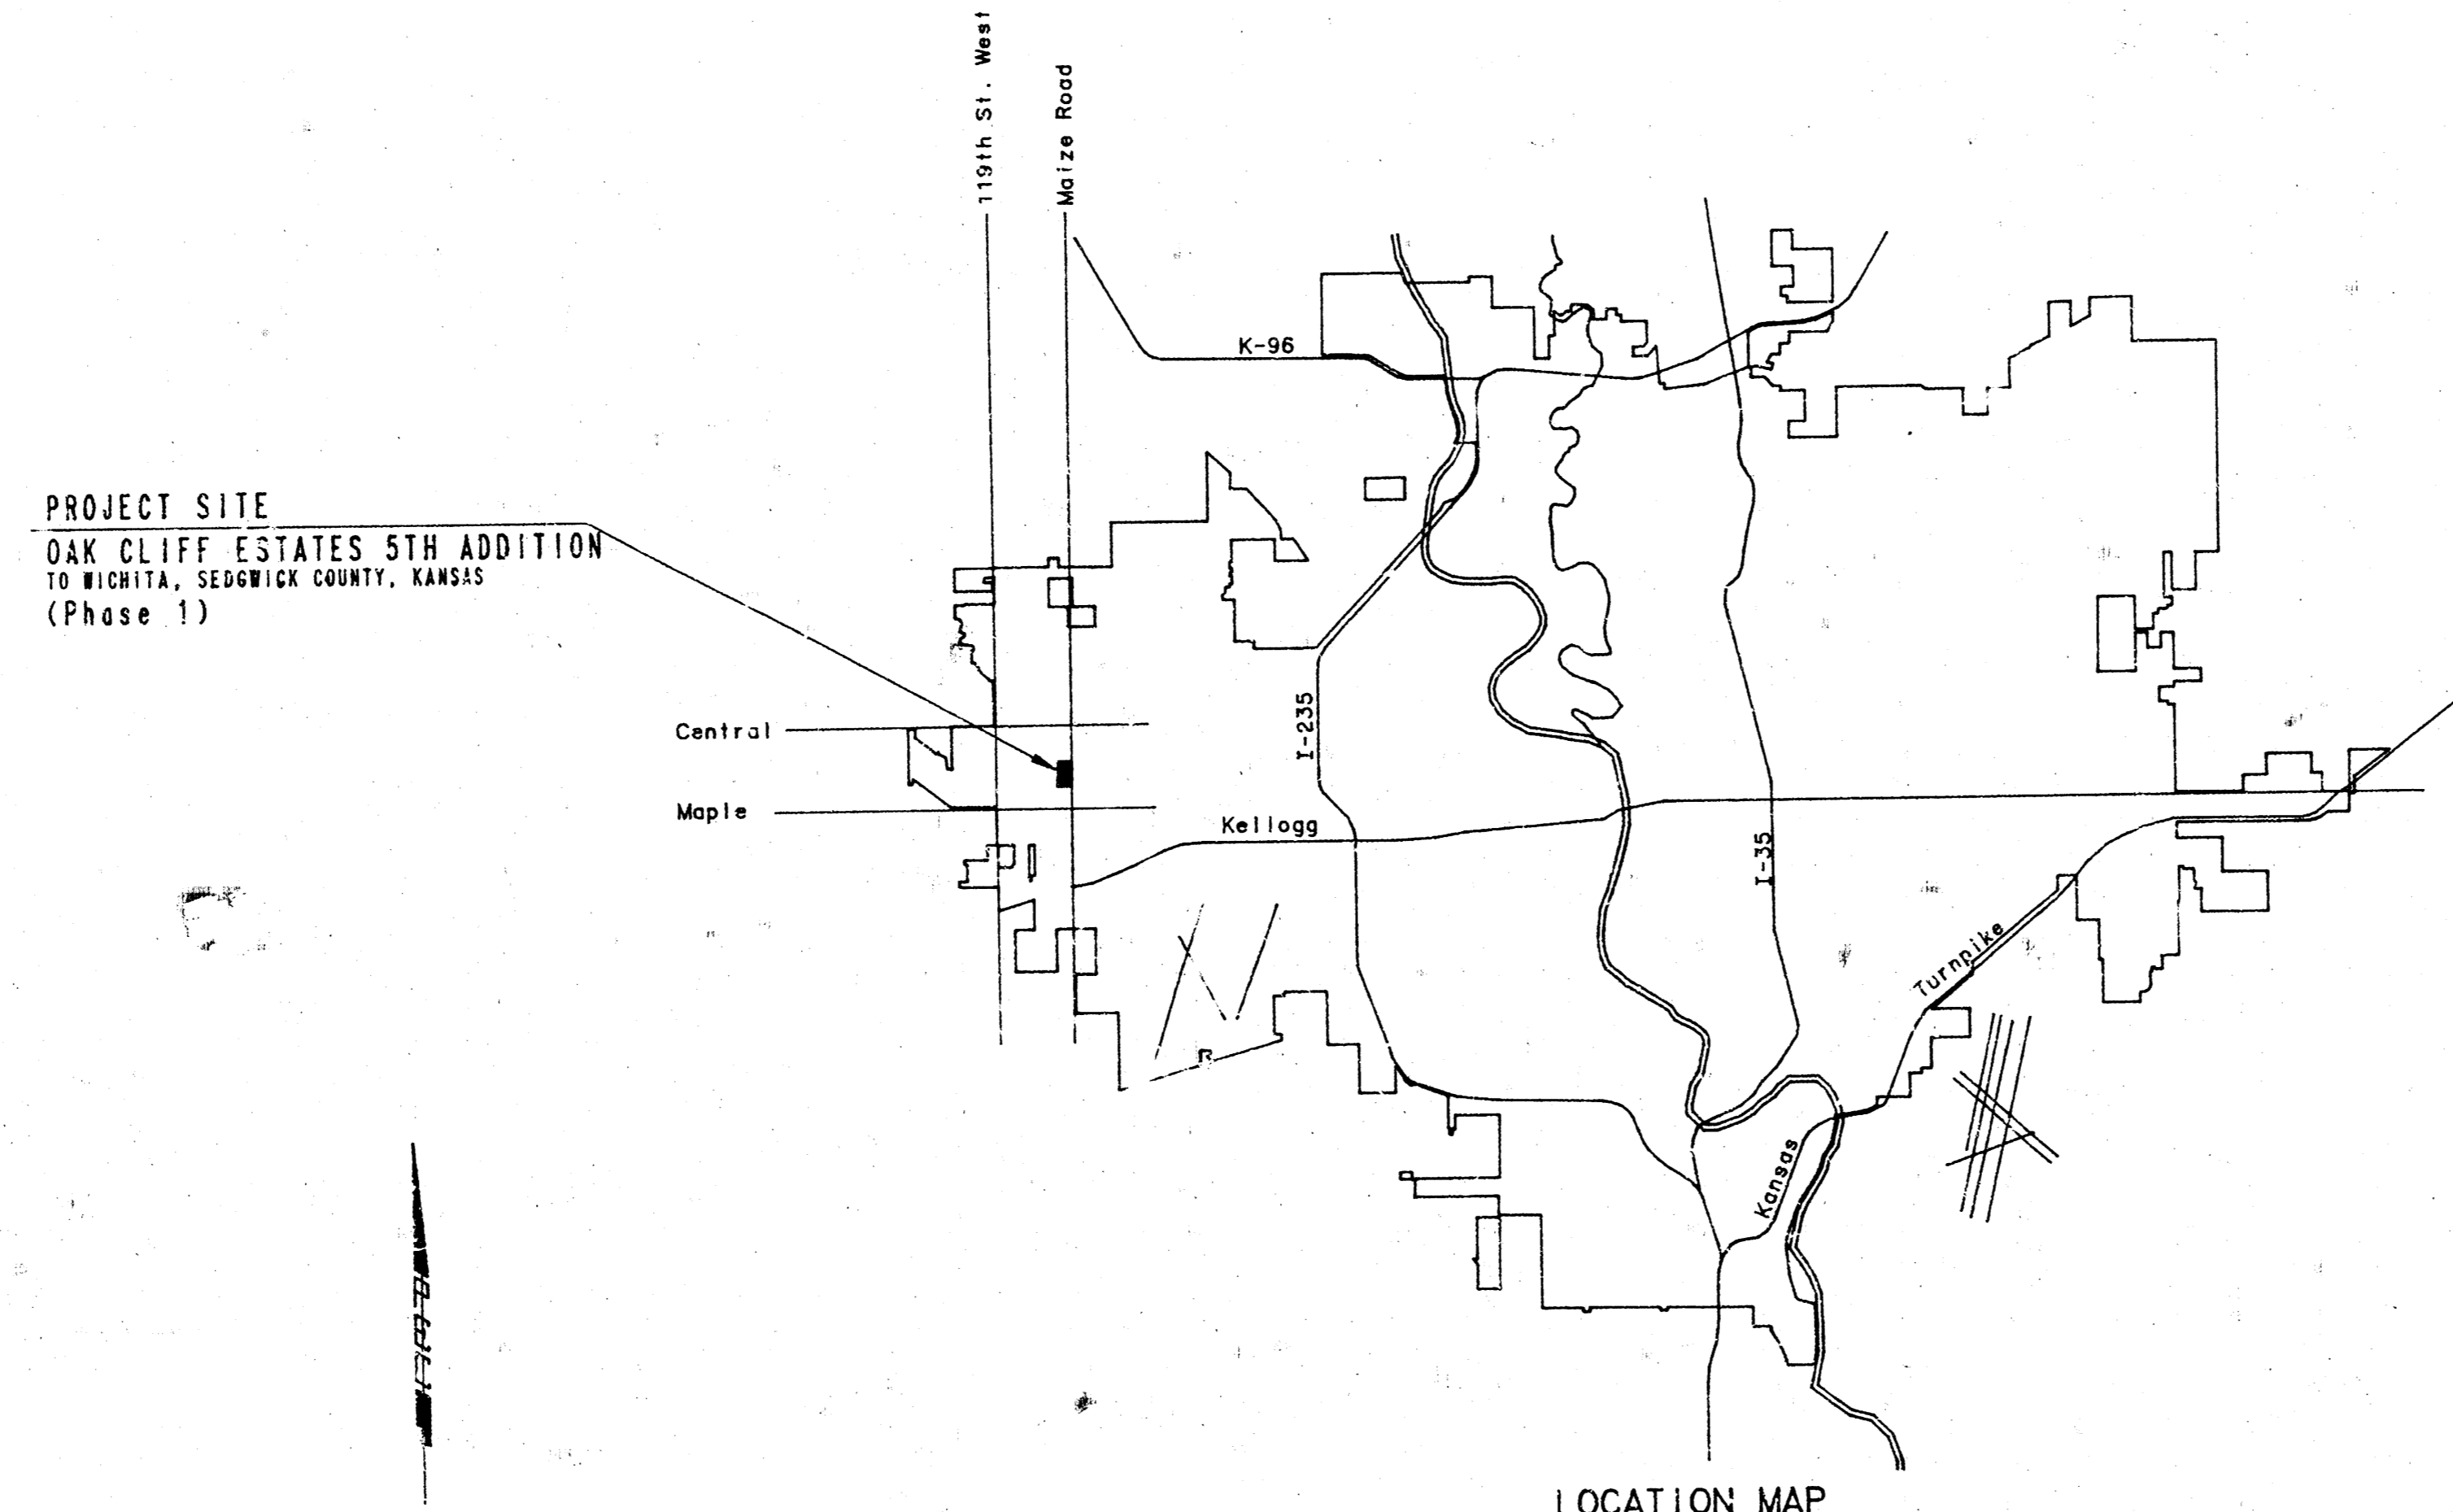 119th St. West
Maize Road
K-96
PROJECT SITE
OAK CLIFF ESTATES 5TH ADDITION
TO WICHITA, SEDGWICK COUNTY, KANSAS
(Phase 1)
I-235
Central
Maple
Kellogg
I-35
Turnpike
Kansas
LOCATION MAP